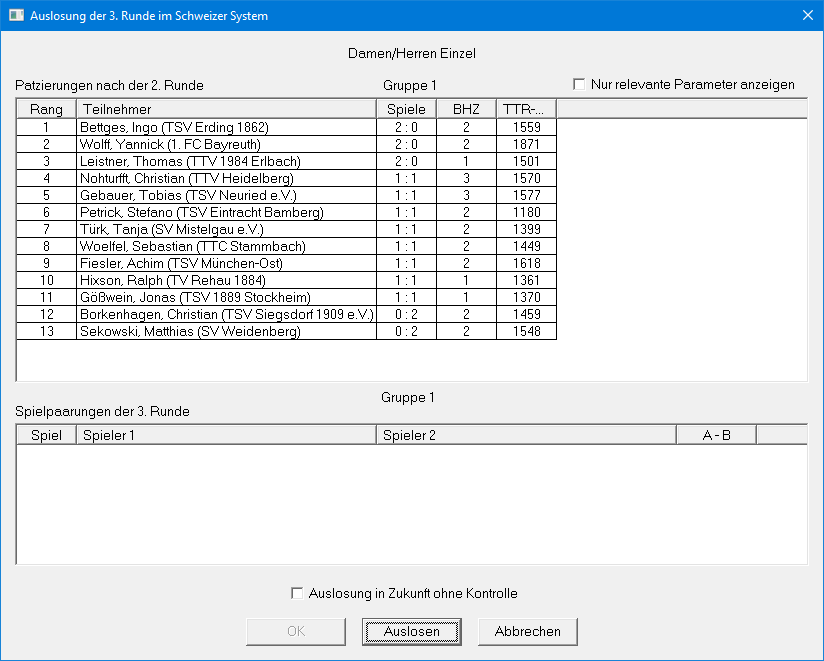 Auslosung der 3. Runde im Schweizer System
Damen/Herren Einzel
Patzierungen nach der 2. Runde Gruppe 1 Nur relevante Parameter anzeigen
Rang Teilnehmer Spiele BHZ TTR-...
1 Bettges, Ingo (TSV Erding 1862) 2 : 0 2 1559
2 Wolff, Yannick (1. FC Bayreuth) 2 : 0 2 1871
3 Leistner, Thomas (TTV 1984 Erlbach) 2 : 0 1 1501
4 Nohturfft, Christian (TTV Heidelberg) 1 : 1 3 1570
5 Gebauer, Tobias (TSV Neuried e.V.) 1 : 1 3 1577
6 Petrick, Stefano (TSV Eintracht Bamberg) 1 : 1 2 1180
7 Türk, Tanja (SV Mistelgau e.V.) 1 : 1 2 1399
8 Woelfel, Sebastian (TTC Stammbach) 1 : 1 2 1449
9 Fiesler, Achim (TSV München-Ost) 1 : 1 2 1618
10 Hixson, Ralph (TV Rehau 1884) 1 : 1 1 1361
11 Gößwein, Jonas (TSV 1889 Stockheim) 1 : 1 1 1370
12 Borkenhagen, Christian (TSV Siegsdorf 1909 e.V.) 0 : 2 2 1459
13 Sekowski, Matthias (SV Weidenberg) 0 : 2 2 1548
Gruppe 1
Spielpaarungen der 3. Runde
Spiel Spieler 1 Spieler 2 A - B
Auslosung in Zukunft ohne Kontrolle
OK Auslosen Abbrechen